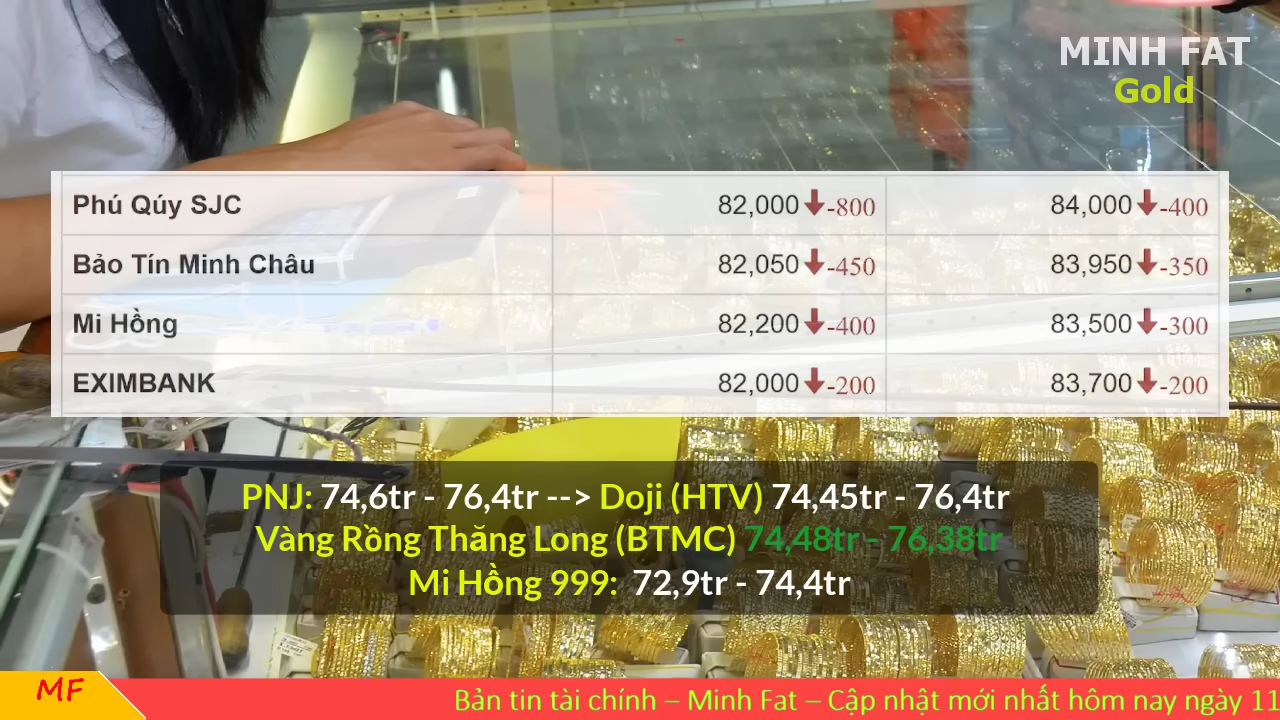 MINH FAT
Gold
Phú Qúy SJC 82,000 -800 84,000 -400
Bảo Tín Minh Châu 82,050 -450 83,950 -350
Mi Hồng 82,200 -400 83,500 -300
EXIMBANK 82,000 -200 83,700 -200
PNJ: 74,6tr - 76,4tr --> Doji (HTV) 74,45tr - 76,4tr
Vàng Rồng Thăng Long (BTMC) 74,48tr - 76,38tr
Mi Hồng 999: 72,9tr - 74,4tr
MF Bản tin tài chính – Minh Fat – Cập nhật mới nhất hôm nay ngày 11